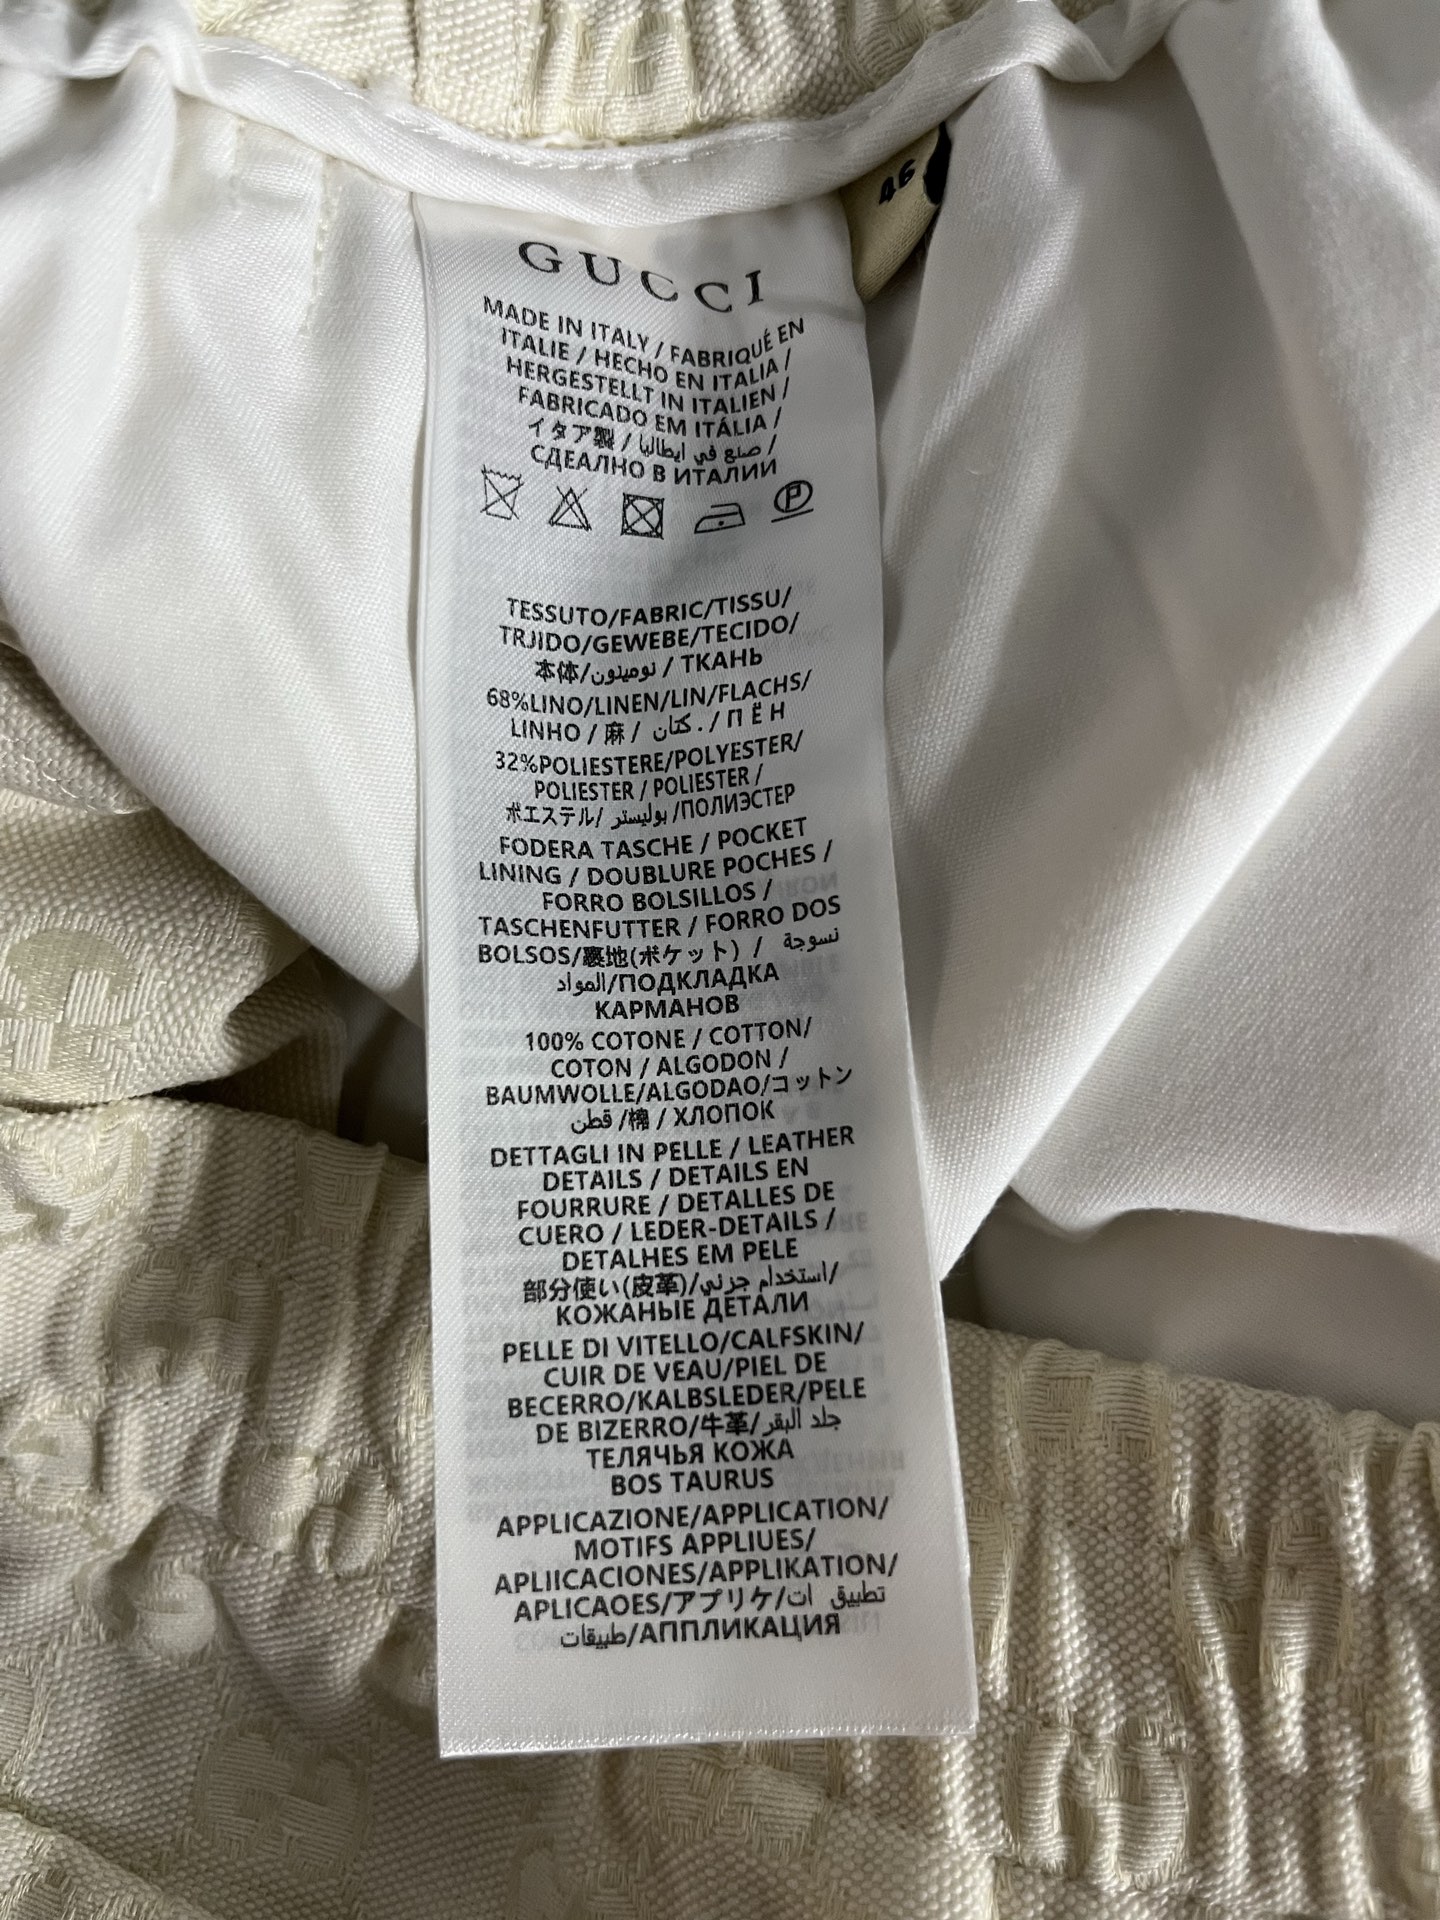 46
GUCCI
MADE IN ITALY / FABRIQUÉ EN
ITALIE / HECHO EN ITALIA /
HERGESTELLT IN ITALIEN /
FABRICADO EM ITÁLIA /
イタア製 / صنع في ايطاليا /
СДЕАЛНО В ИТАЛИИ
P
TESSUTO/FABRIC/TISSU/
TRJIDO/GEWEBE/TECIDO/
本体/نومينون / ТКАНЬ
68%LINO/LINEN/LIN/FLACHS/
LINHO / 麻 / كتان. / П Ё Н
32%POLIESTERE/POLYESTER/
POLIESTER / POLIESTER /
ポエステル/ بوليستر /ПОЛИЭСТЕР
FODERA TASCHE / POCKET
LINING / DOUBLURE POCHES /
FORRO BOLSILLOS /
TASCHENFUTTER / FORRO DOS
BOLSOS/裏地(ポケット) / نسوجة
المواد/ПОДКЛАДКА
КАРМАНОВ
100% COTONE / COTTON/
COTON / ALGODON /
BAUMWOLLE/ALGODAO/コットン
قطن /棉 / ХЛОПОК
DETTAGLI IN PELLE / LEATHER
DETAILS / DETAILS EN
FOURRURE / DETALLES DE
CUERO / LEDER-DETAILS /
DETALHES EM PELE
部分使い(皮革)/استخدام جزئي/
КОЖАНЫЕ ДЕТАЛИ
PELLE DI VITELLO/CALFSKIN/
CUIR DE VEAU/PIEL DE
BECERRO/KALBSLEDER/PELE
DE BIZERRO/牛革/جلد البقر/
ТЕЛЯЧЬЯ КОЖА
BOS TAURUS
APPLICAZIONE/APPLICATION/
MOTIFS APPLIUES/
APLIICACIONES/APPLIKATION/
APLICAOES/アプリケ/تطبيق ات
طبيقات/АППЛИКАЦИЯ